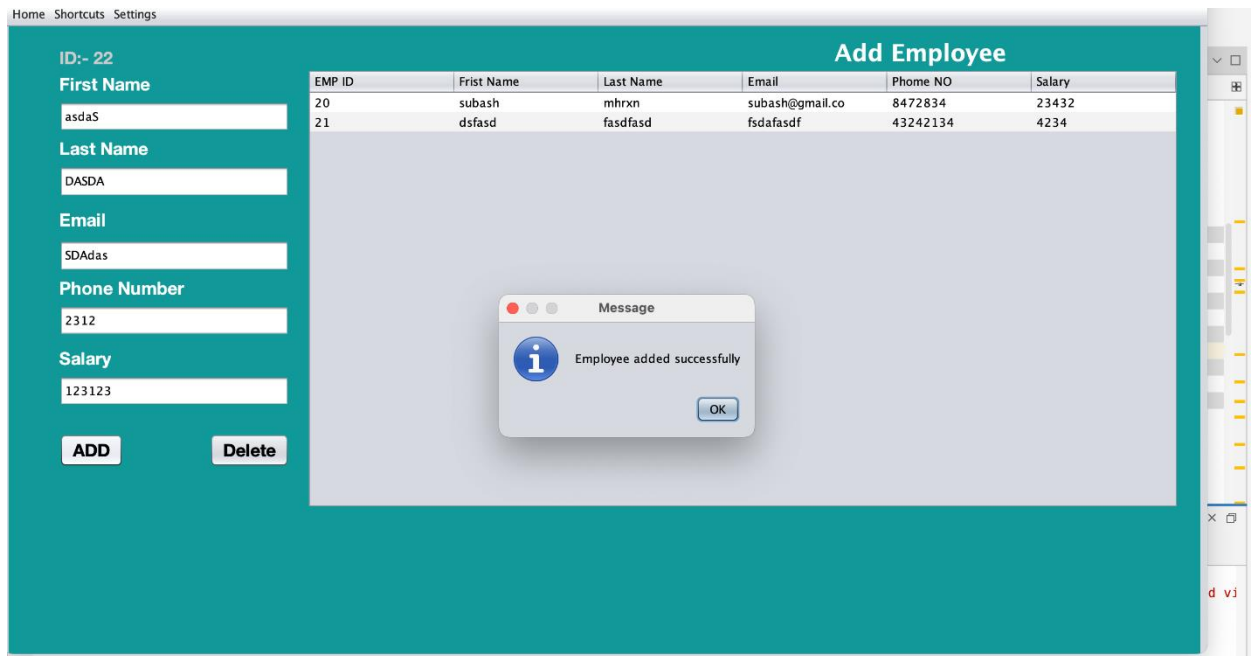 Home Shortcuts Settings
ID:- 22
Add Employee
First Name
asdaS
Last Name
DASDA
Email
SDAdas
Phone Number
2312
Salary
123123
ADD Delete
EMP ID Frist Name Last Name Email Phome NO Salary
20 subash mhrxn subash@gmail.co 8472834 23432
21 dsfasd fasdfasd fsdafasdf 43242134 4234
Message
Employee added successfully
OK
d vi